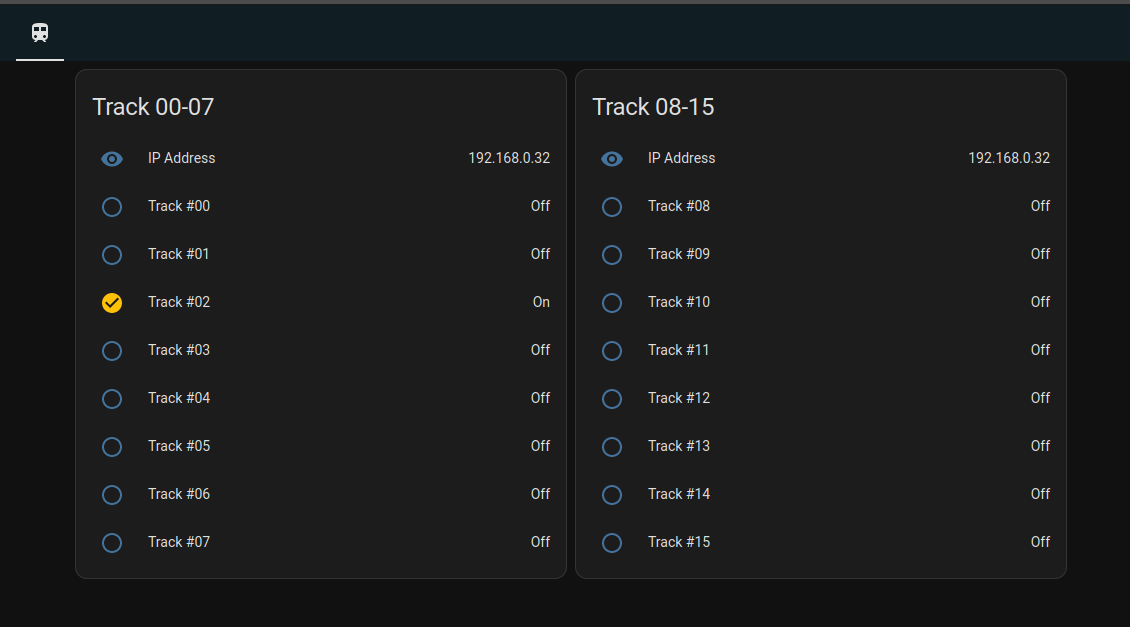 Track 00-07
IP Address 192.168.0.32
Track #00 Off
Track #01 Off
Track #02 On
Track #03 Off
Track #04 Off
Track #05 Off
Track #06 Off
Track #07 Off
Track 08-15
IP Address 192.168.0.32
Track #08 Off
Track #09 Off
Track #10 Off
Track #11 Off
Track #12 Off
Track #13 Off
Track #14 Off
Track #15 Off